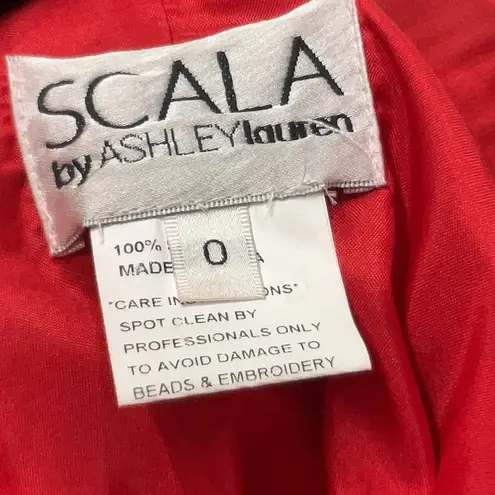 SCALA
by ASHLEYlauren
0
100%
MADE
*CARE INS ONS*
SPOT CLEAN BY
PROFESSIONALS ONLY
TO AVOID DAMAGE TO
BEADS & EMBROIDERY